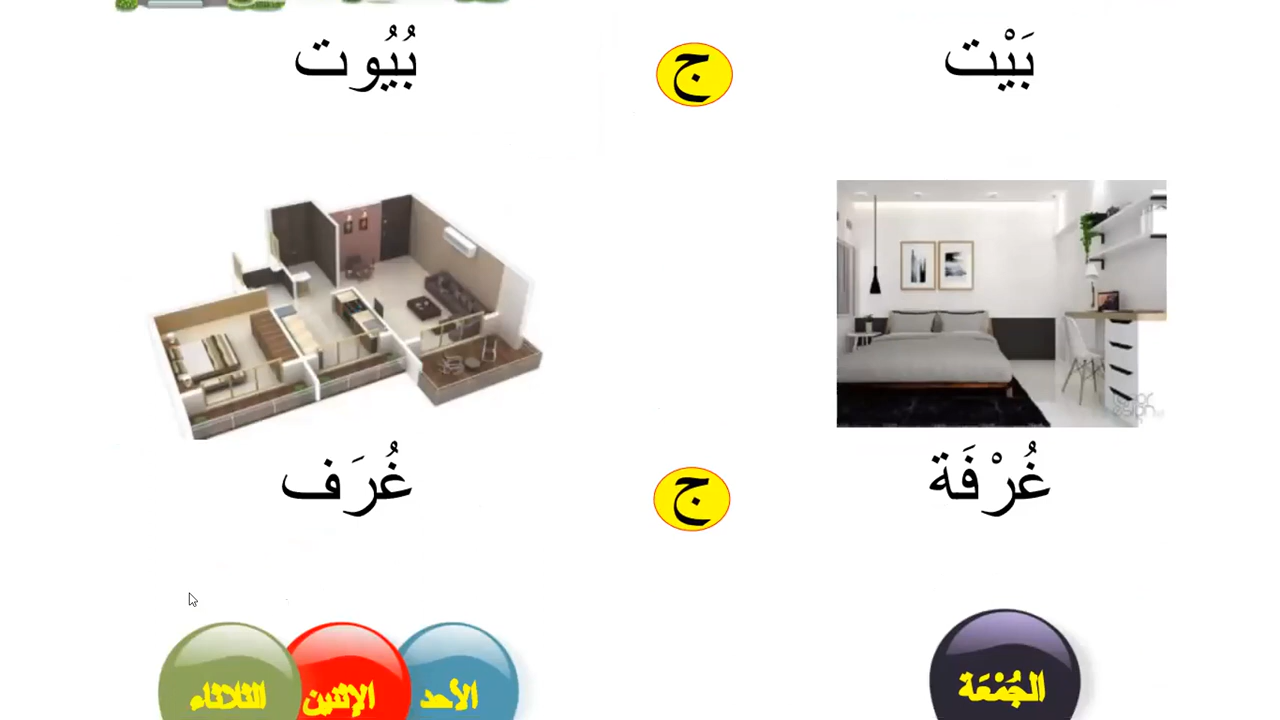 بَيْت ج بُيُوت
غُرْفَة ج غُرَف
الجُمْعَة الأحد الإثنين الثلاثاء